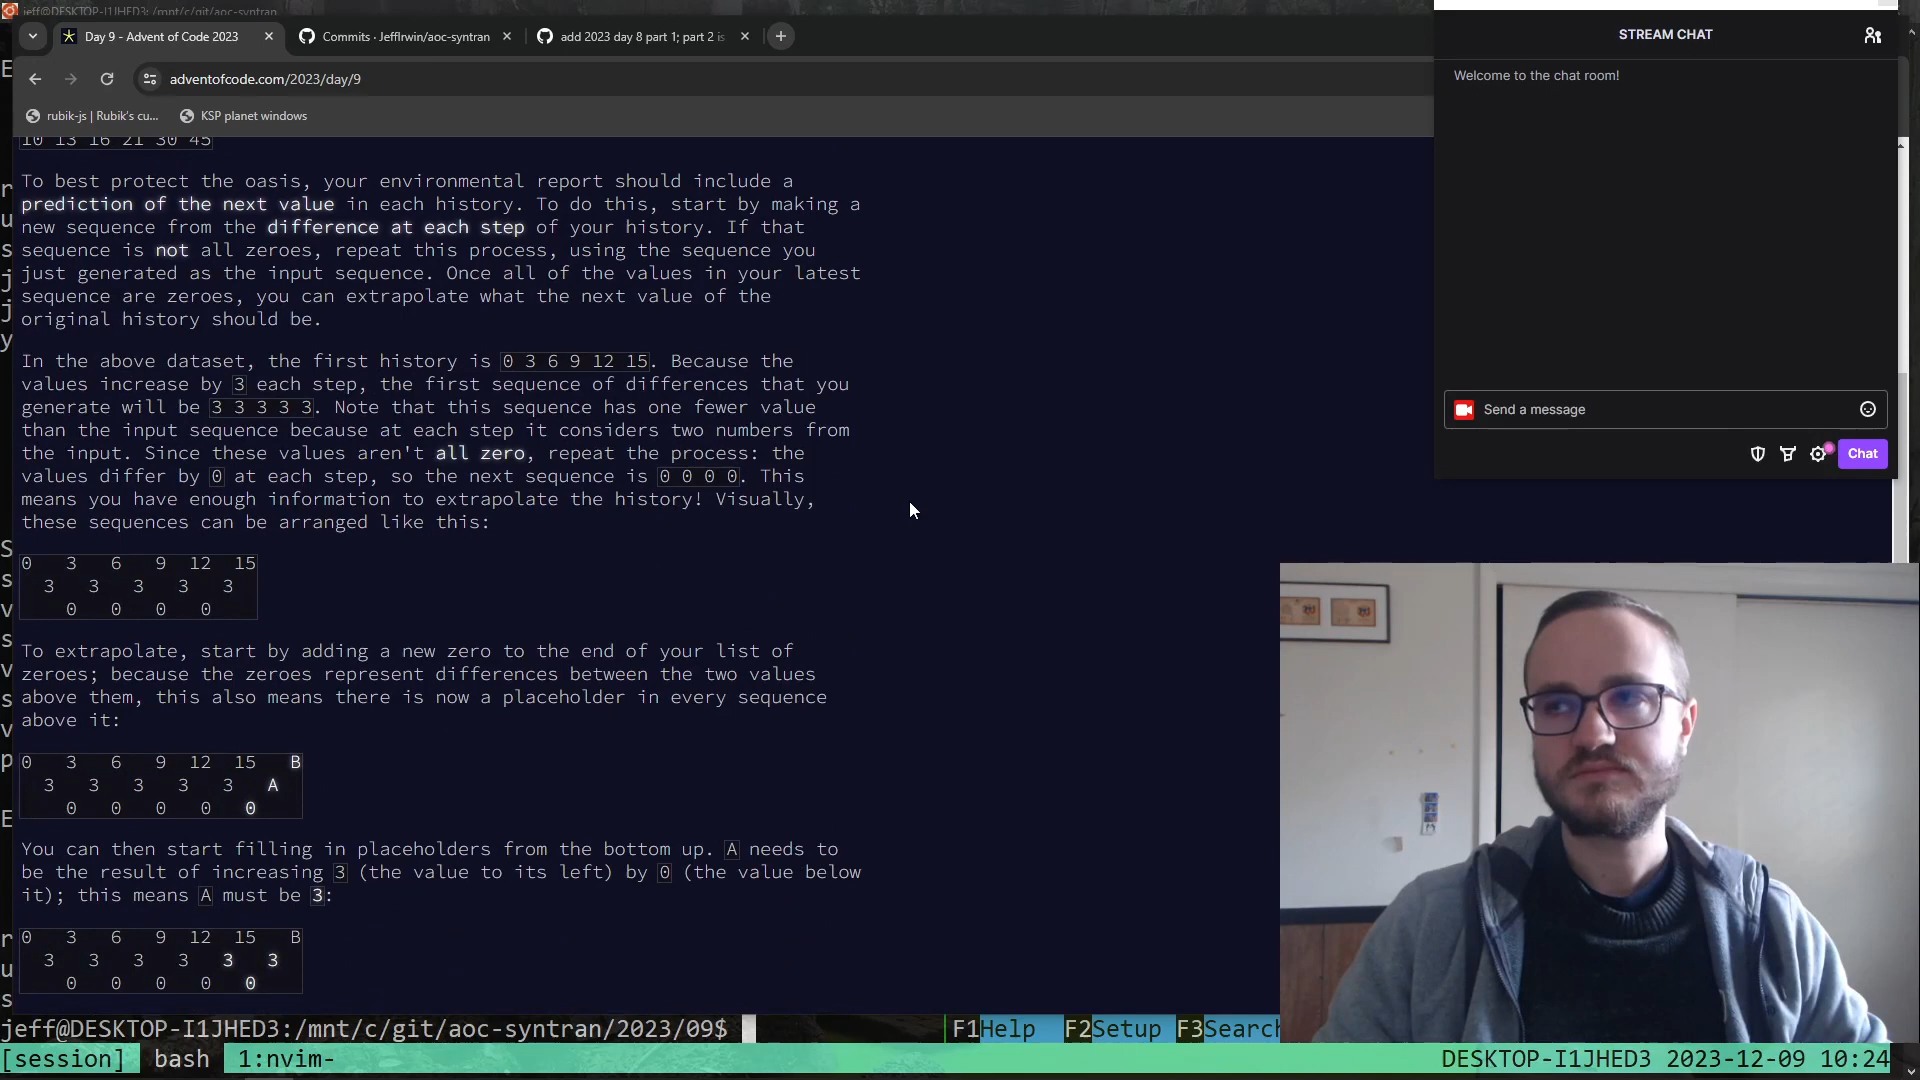 jeff@DESKTOP-I1JHED3: /mnt/c/git/aoc-syntran
Day 9 - Advent of Code 2023
Commits · JeffIrwin/aoc-syntran
add 2023 day 8 part 1; part 2 is
adventofcode.com/2023/day/9
rubik-js | Rubik's cu...
KSP planet windows
10 13 16 21 30 45
To best protect the oasis, your environmental report should include a
prediction of the next value in each history. To do this, start by making a
new sequence from the difference at each step of your history. If that
sequence is not all zeroes, repeat this process, using the sequence you
just generated as the input sequence. Once all of the values in your latest
sequence are zeroes, you can extrapolate what the next value of the
original history should be.
In the above dataset, the first history is 0 3 6 9 12 15. Because the
values increase by 3 each step, the first sequence of differences that you
generate will be 3 3 3 3 3. Note that this sequence has one fewer value
than the input sequence because at each step it considers two numbers from
the input. Since these values aren't all zero, repeat the process: the
values differ by 0 at each step, so the next sequence is 0 0 0 0. This
means you have enough information to extrapolate the history! Visually,
these sequences can be arranged like this:
0 3 6 9 12 15
3 3 3 3 3
0 0 0 0
To extrapolate, start by adding a new zero to the end of your list of
zeroes; because the zeroes represent differences between the two values
above them, this also means there is now a placeholder in every sequence
above it:
0 3 6 9 12 15 B
3 3 3 3 3 A
0 0 0 0 0
You can then start filling in placeholders from the bottom up. A needs to
be the result of increasing 3 (the value to its left) by 0 (the value below
it); this means A must be 3:
0 3 6 9 12 15 B
3 3 3 3 3 3
0 0 0 0 0
STREAM CHAT
Welcome to the chat room!
Send a message
Chat
jeff@DESKTOP-I1JHED3:/mnt/c/git/aoc-syntran/2023/09$
F1Help F2Setup F3Search
[session] bash 1:nvim-
DESKTOP-I1JHED3 2023-12-09 10:24